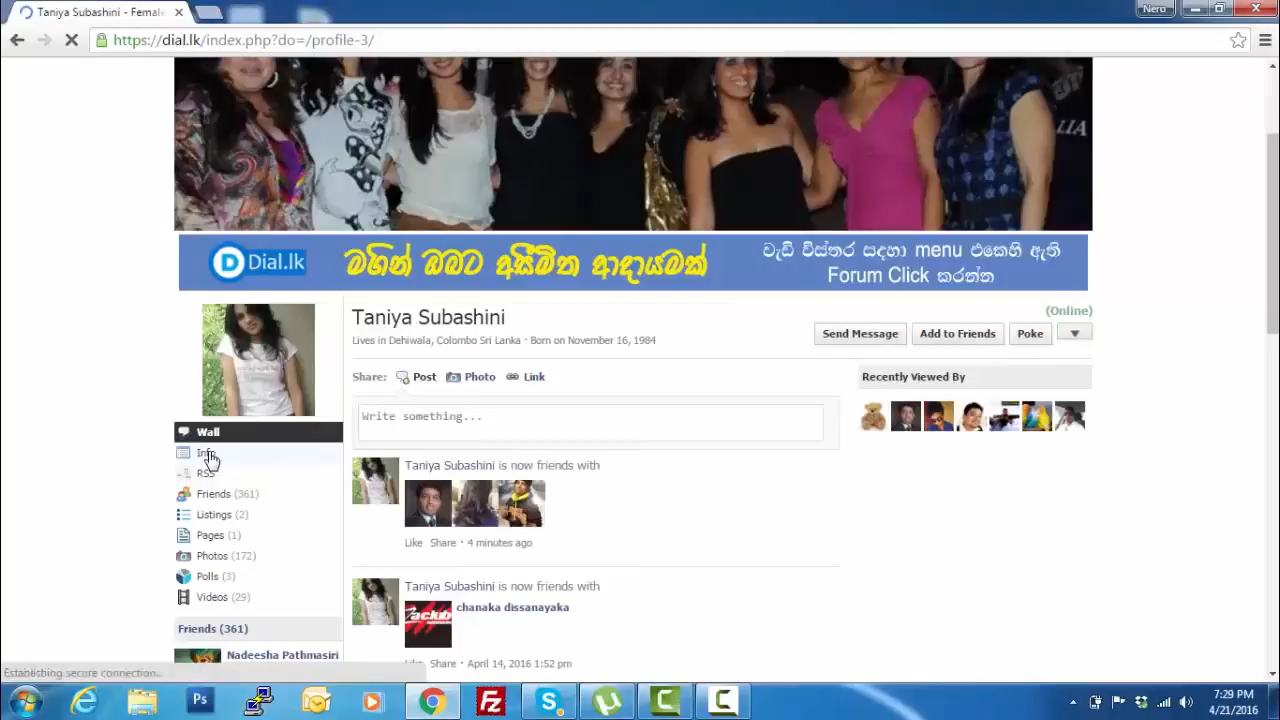 Taniya Subashini - Female
Nero
https://dial.lk/index.php?do=/profile-3/
LIA
Dial.lk
මගින් ඔබට අසීමිත ආදායමක්
වැඩි විස්තර සදහා menu එකෙහි ඇති
Forum Click කරන්න
Taniya Subashini
(Online)
Lives in Dehiwala, Colombo Sri Lanka · Born on November 16, 1984
Send Message
Add to Friends
Poke
Share: Post Photo Link
Recently Viewed By
Write something...
Wall
Info
RSS
Friends (361)
Listings (2)
Pages (1)
Photos (172)
Polls (3)
Videos (29)
Friends (361)
Nadeesha Pathmasiri
Taniya Subashini is now friends with
Like Share · 4 minutes ago
Taniya Subashini is now friends with
chanaka dissanayaka
Like Share · April 14, 2016 1:52 pm
Establishing secure connection...
Ps
Fz
7:29 PM
4/21/2016